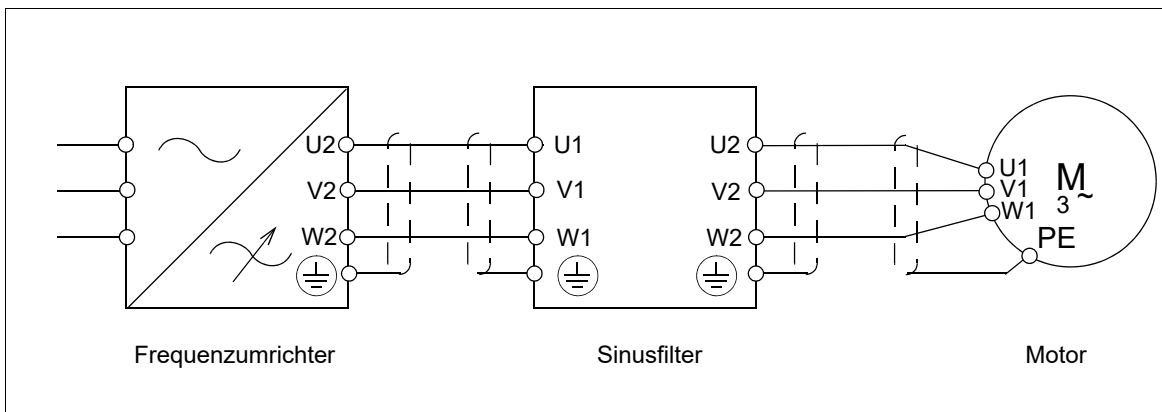 U2
V2
W2
U1
V1
W1
U2
V2
W2
U1
V1
W1
M
3 ~
PE
Frequenzumrichter
Sinusfilter
Motor